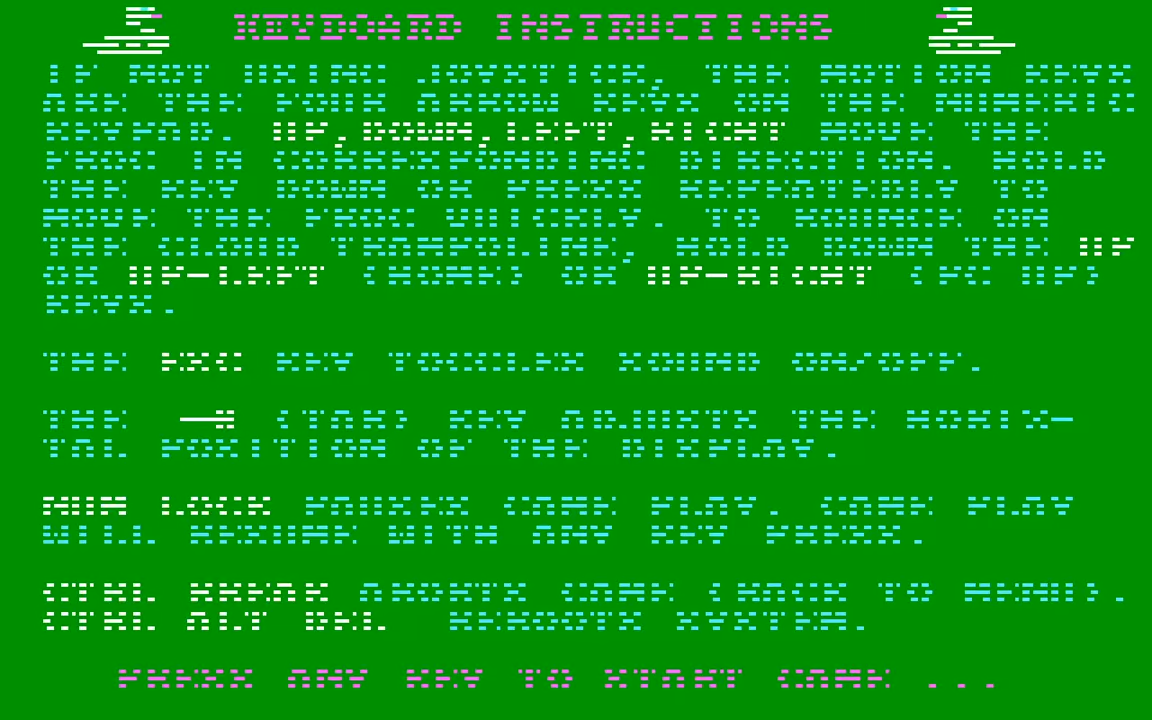 KEYBOARD INSTRUCTIONS
IF NOT USING JOYSTICK, THE MOTION KEYS
ARE THE FOUR ARROW KEYS ON THE NUMERIC
KEYPAD. UP,DOWN,LEFT,RIGHT MOVE THE
FROG IN CORRESPONDING DIRECTION. HOLD
THE KEY DOWN OR PRESS REPEATEDLY TO
MOVE THE FROG QUICKLY. TO BOUNCE ON
THE CLOUD TRAMPOLINE, HOLD DOWN THE UP
OR UP-LEFT (HOME) OR UP-RIGHT (PG UP)
KEYS.
THE ESC KEY TOGGLES SOUND ON/OFF.
THE (TAB) KEY ADJUSTS THE HORIZ-
TAL POSITION OF THE DISPLAY.
NUM LOCK PAUSES GAME PLAY. GAME PLAY
WILL RESUME WITH ANY KEY PRESS.
CTRL BREAK ABORTS GAME (BACK TO MENU).
CTRL ALT DEL REBOOTS SYSTEM.
PRESS ANY KEY TO START GAME ...